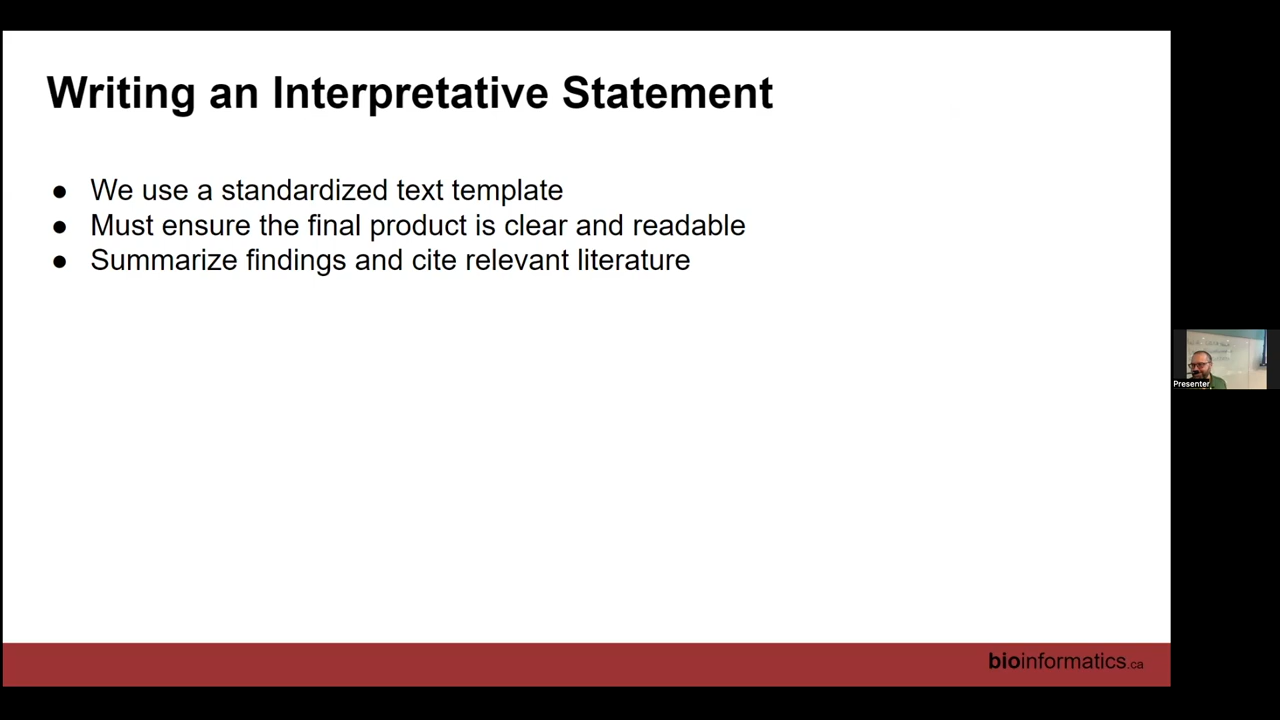 Writing an Interpretative Statement
● We use a standardized text template
● Must ensure the final product is clear and readable
● Summarize findings and cite relevant literature
Presenter
bioinformatics.ca